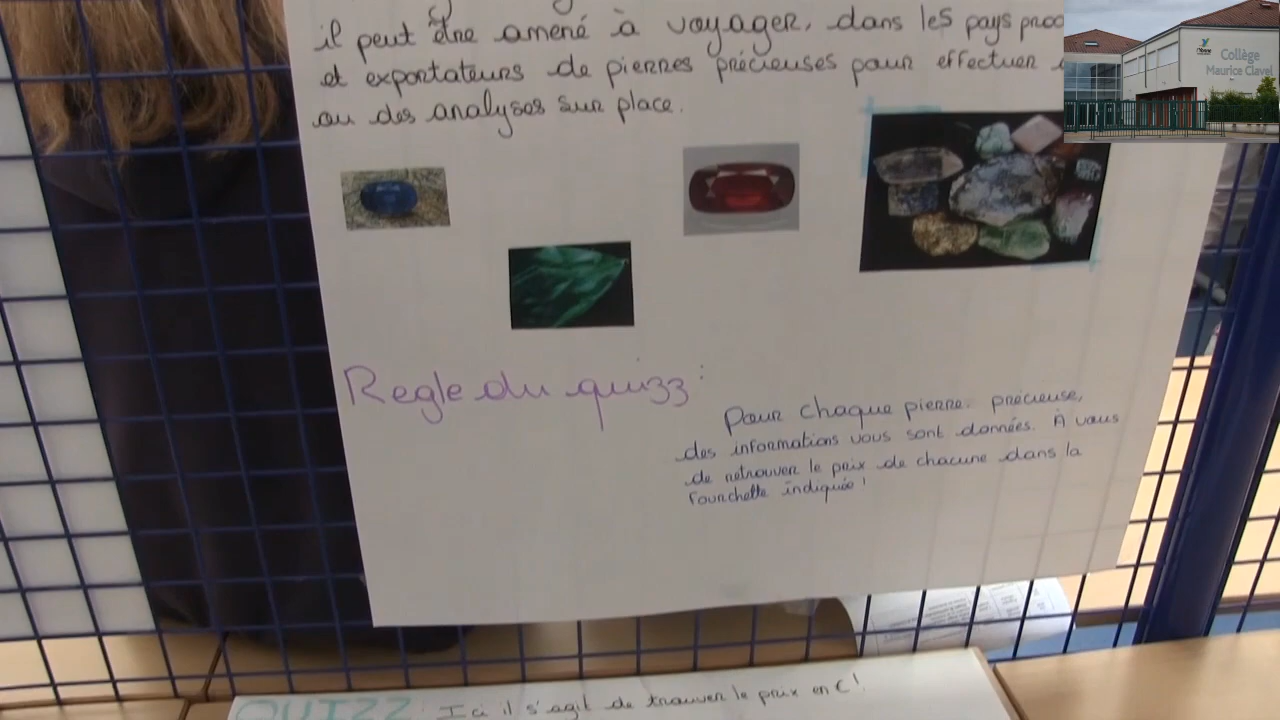 il peut être amené à voyager, dans les pays
et exportateurs de pierres précieuses pour effectuer
ou des analyses sur place.
Collège
Maurice Clavel
Regle du quizz :
Pour chaque pierre précieuse,
des informations vous sont données. À vous
de retrouver le prix de chacune dans la
fourchette indiquée !
QUIZZ : Ici il s'agit de trouver le prix en € !